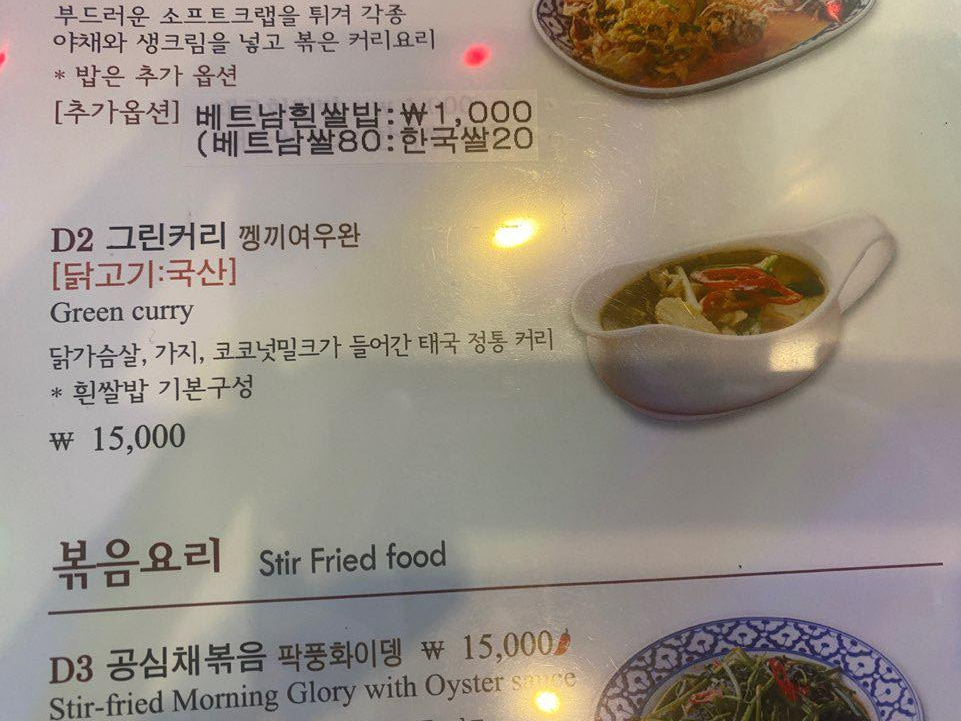 부드러운 소프트크랩을 튀겨 각종
야채와 생크림을 넣고 볶은 커리요리
* 밥은 추가 옵션
[추가옵션] 베트남흰쌀밥:₩1,000
(베트남쌀80:한국쌀20
D2 그린커리 껭끼여우완
[닭고기:국산]
Green curry
닭가슴살, 가지, 코코넛밀크가 들어간 태국 정통 커리
* 흰쌀밥 기본구성
₩ 15,000
볶음요리 Stir Fried food
D3 공심채볶음 팍풍화이뎅 ₩ 15,000
Stir-fried Morning Glory with Oyster sauce